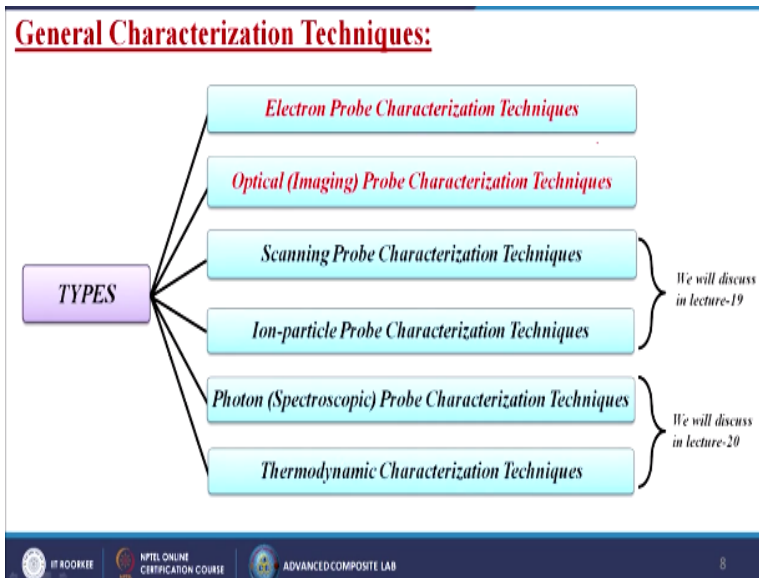 General Characterization Techniques:
Electron Probe Characterization Techniques
Optical (Imaging) Probe Characterization Techniques
Scanning Probe Characterization Techniques
TYPES
We will discuss
in lecture-19
Ion-particle Probe Characterization Techniques
Photon (Spectroscopic) Probe Characterization Techniques
We will discuss
in lecture-20
Thermodynamic Characterization Techniques
IIT ROORKEE
NPTEL ONLINE
CERTIFICATION COURSE
ADVANCED COMPOSITE LAB
8